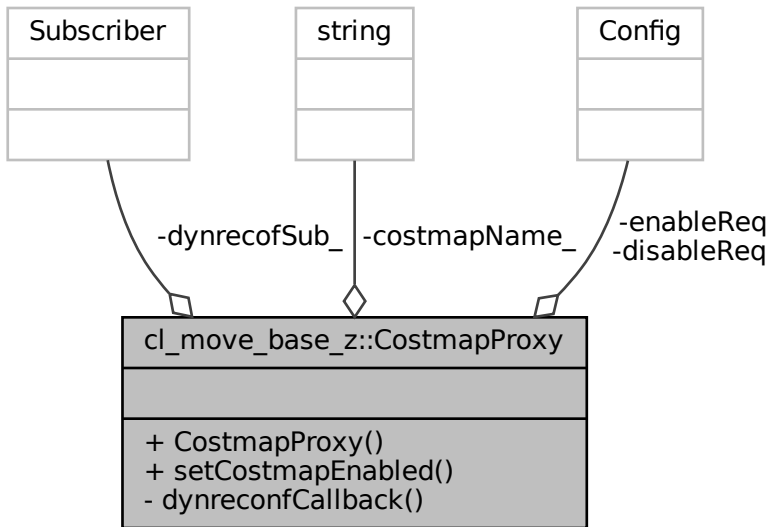 Subscriber
string
Config
-dynrecofSub_
-costmapName_
-enableReq
-disableReq
cl_move_base_z::CostmapProxy
+ CostmapProxy()
+ setCostmapEnabled()
- dynreconfCallback()